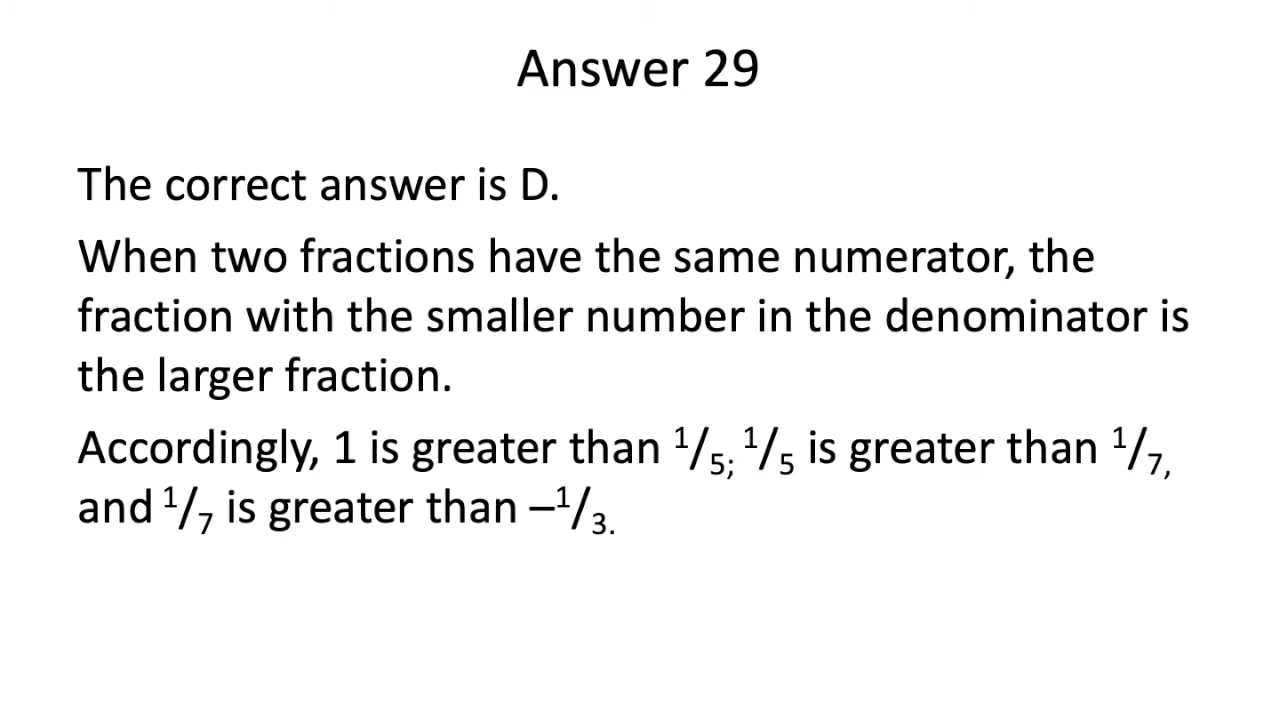 Answer 29
The correct answer is D.
When two fractions have the same numerator, the
fraction with the smaller number in the denominator is
the larger fraction.
Accordingly, 1 is greater than ¹/₅; ¹/₅ is greater than ¹/₇,
and ¹/₇ is greater than –¹/₃.